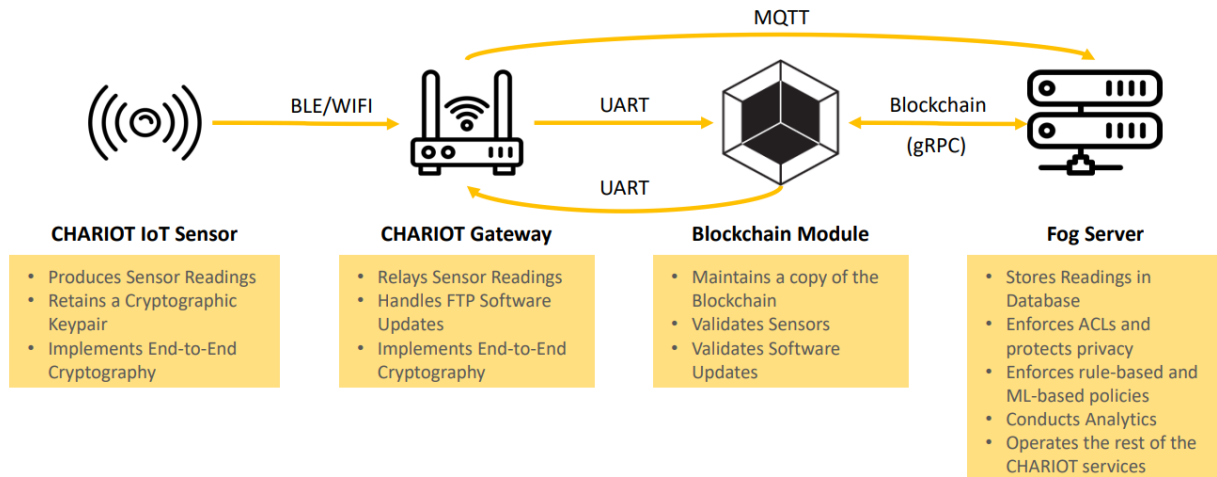 MQTT
BLE/WIFI
UART
Blockchain
(gRPC)
UART
CHARIOT IoT Sensor
• Produces Sensor Readings
• Retains a Cryptographic
Keypair
• Implements End-to-End
Cryptography
CHARIOT Gateway
• Relays Sensor Readings
• Handles FTP Software
Updates
• Implements End-to-End
Cryptography
Blockchain Module
• Maintains a copy of the
Blockchain
• Validates Sensors
• Validates Software
Updates
Fog Server
• Stores Readings in
Database
• Enforces ACLs and
protects privacy
• Enforces rule-based and
ML-based policies
• Conducts Analytics
• Operates the rest of the
CHARIOT services